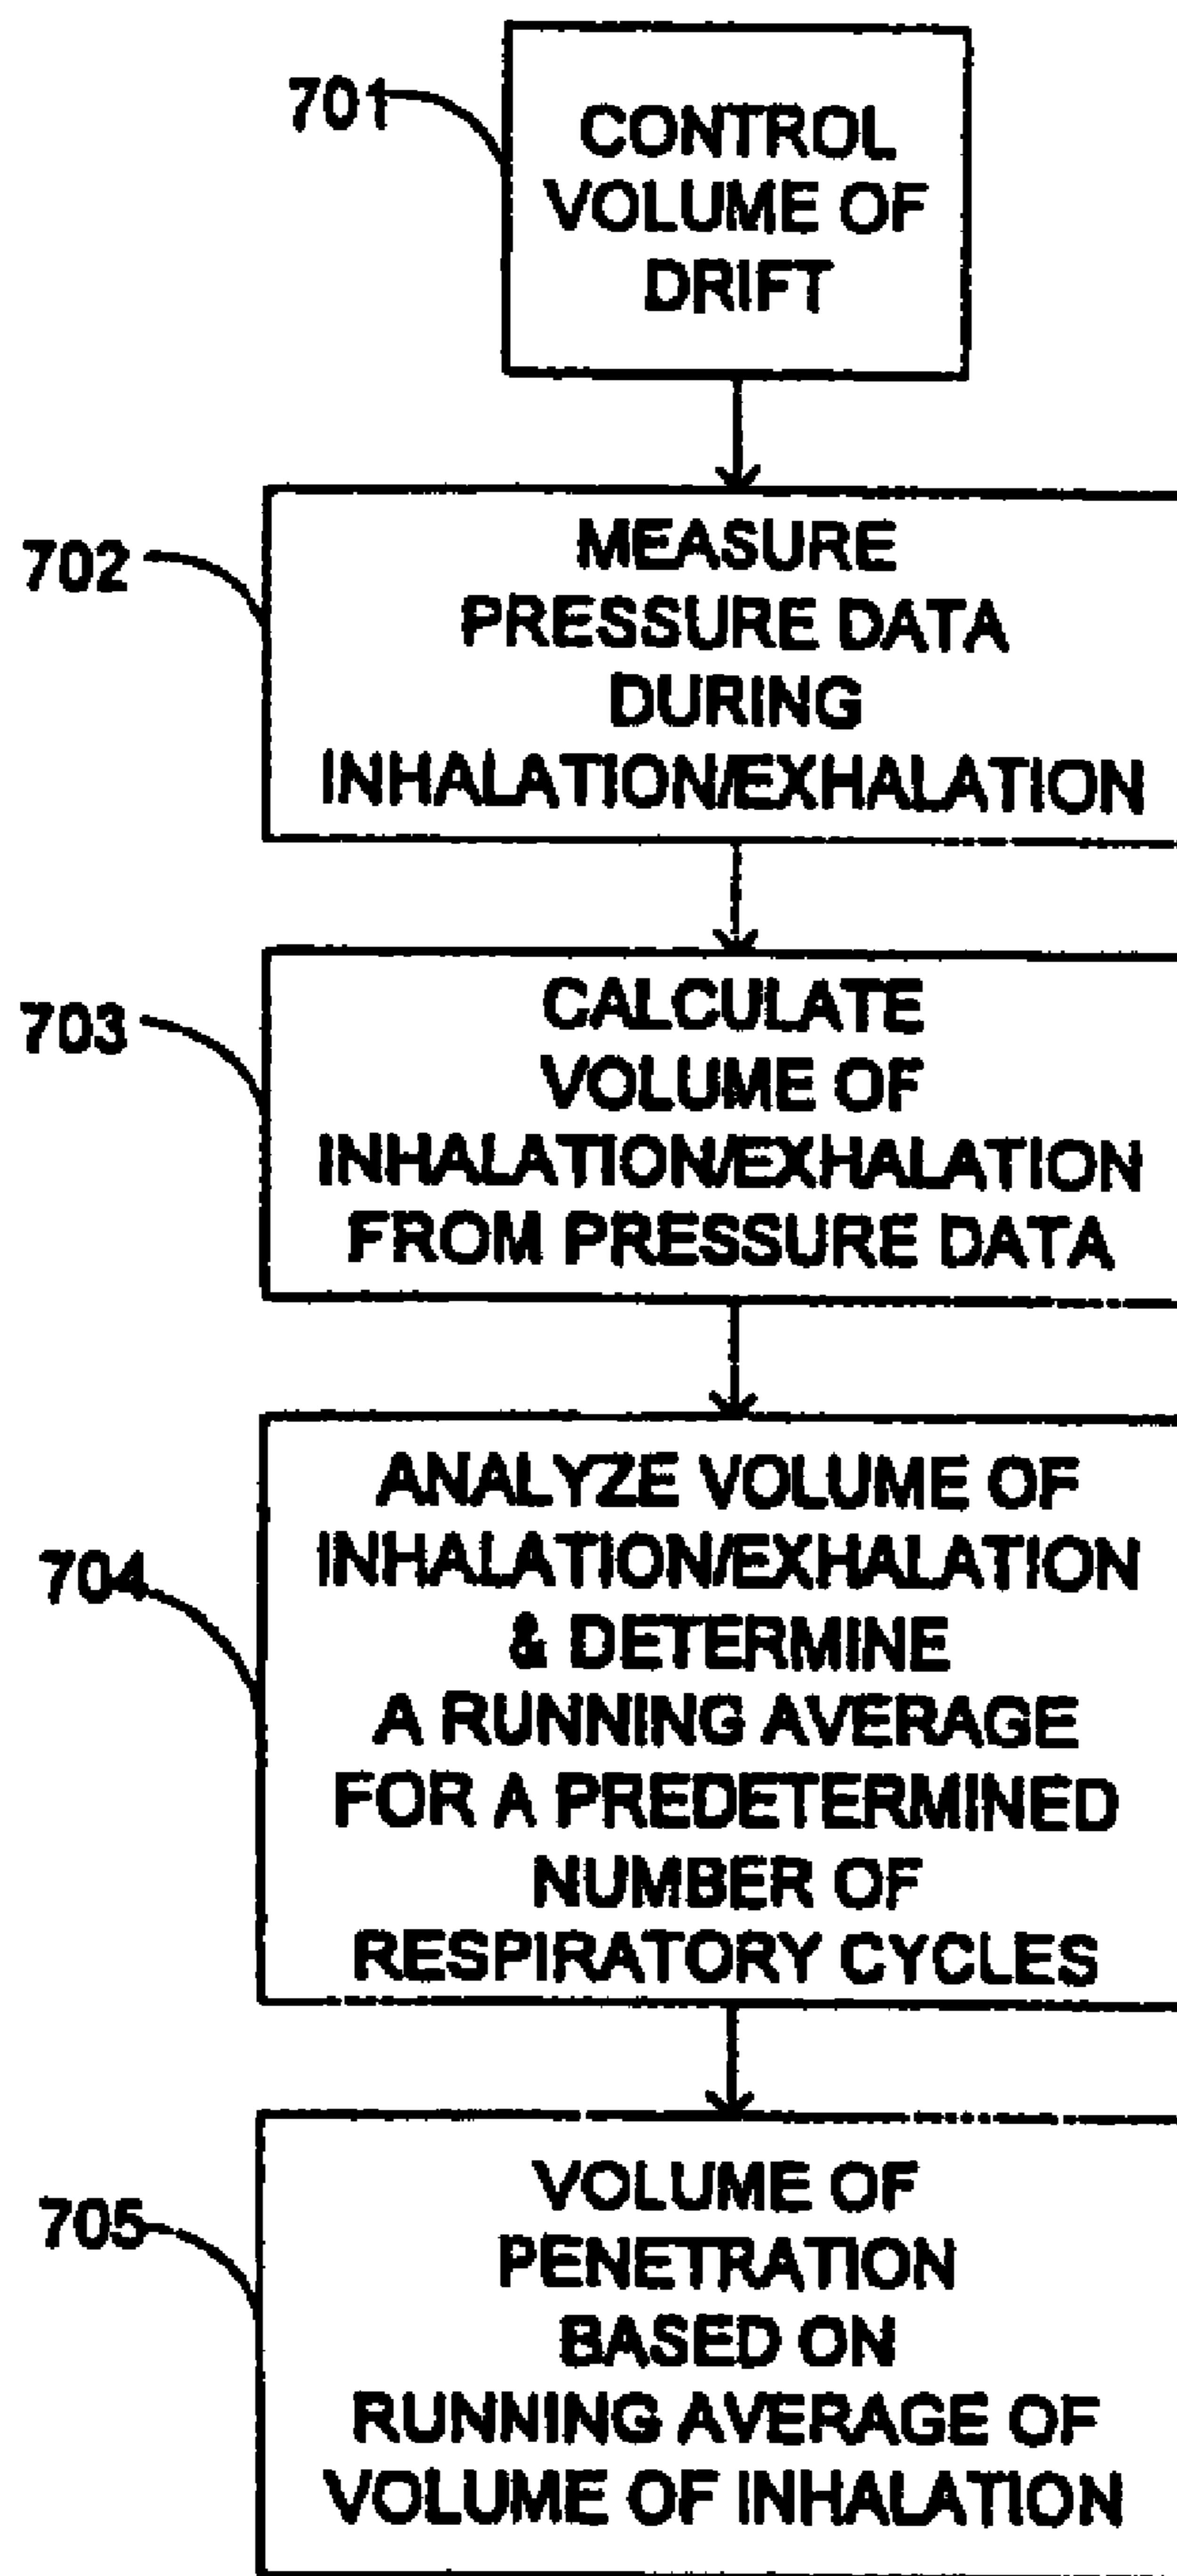 701
CONTROL
VOLUME OF
DRIFT
702
MEASURE
PRESSURE DATA
DURING
INHALATION/EXHALATION
703
CALCULATE
VOLUME OF
INHALATION/EXHALATION
FROM PRESSURE DATA
704
ANALYZE VOLUME OF
INHALATION/EXHALATION
& DETERMINE
A RUNNING AVERAGE
FOR A PREDETERMINED
NUMBER OF
RESPIRATORY CYCLES
705
VOLUME OF
PENETRATION
BASED ON
RUNNING AVERAGE OF
VOLUME OF INHALATION